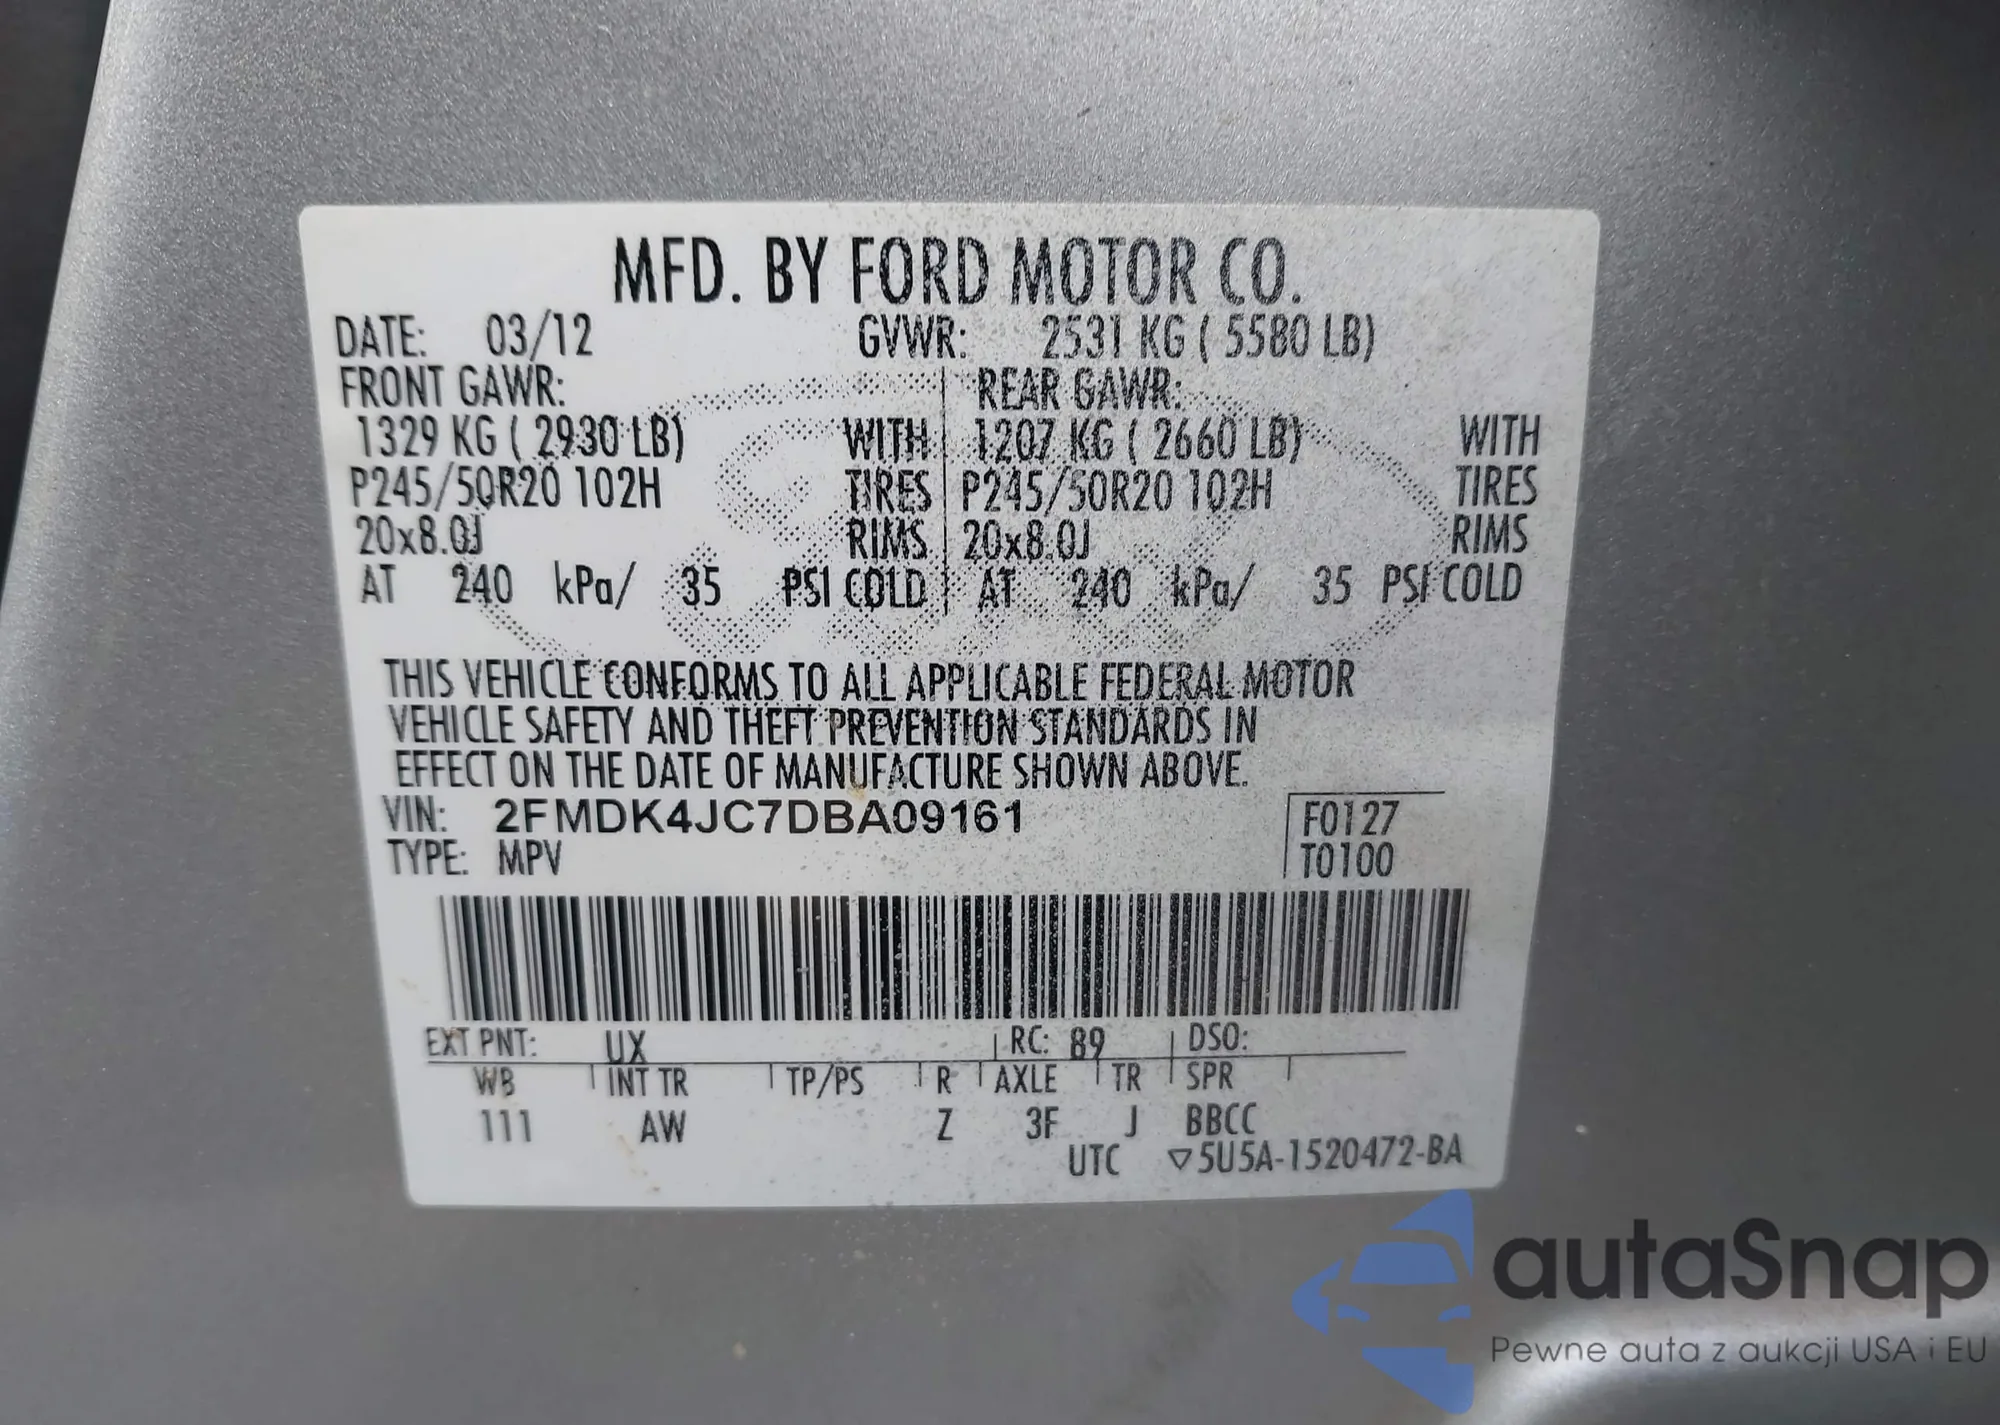 MFD. BY FORD MOTOR CO.
DATE: 03/12 GVWR: 2531 KG ( 5580 LB)
FRONT GAWR: REAR GAWR:
1329 KG ( 2930 LB) WITH 1207 KG ( 2660 LB) WITH
P245/50R20 102H TIRES P245/50R20 102H TIRES
20x8.0J RIMS 20x8.0J RIMS
AT 240 kPa/ 35 PSI COLD AT 240 kPa/ 35 PSI COLD
THIS VEHICLE CONFORMS TO ALL APPLICABLE FEDERAL MOTOR
VEHICLE SAFETY AND THEFT PREVENTION STANDARDS IN
EFFECT ON THE DATE OF MANUFACTURE SHOWN ABOVE.
VIN: 2FMDK4JC7DBA09161 F0127
TYPE: MPV T0100
EXT PNT: UX RC: 89 DSO:
WB INT TR TP/PS R AXLE TR SPR
111 AW Z 3F J BBCC
UTC ▽5U5A-1520472-BA
autaSnap
Pewne auta z aukcji USA i EU